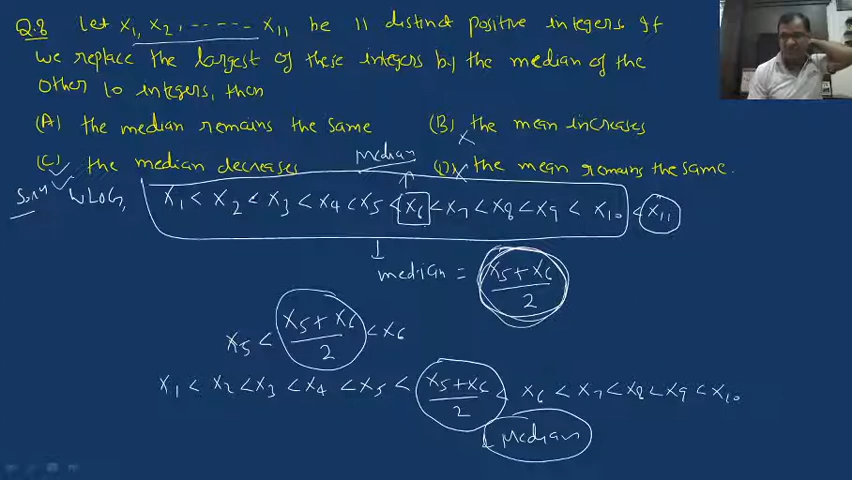 Q.8 Let x₁, x₂, ------- x₁₁ be 11 distinct positive integers. If
we replace the largest of these integers by the median of the
other 10 integers, then
(A) the median remains the same (B) the mean increases
(C) the median decreases (D) the mean remains the same.
Median
Solⁿ WLOG, x₁ < x₂ < x₃ < x₄ < x₅ < x₆ < x₇ < x₈ < x₉ < x₁₀ < x₁₁
median = x₅+x₆/2
x₅ < x₅+x₆/2 < x₆
x₁ < x₂ < x₃ < x₄ < x₅ < x₅+x₆/2 < x₆ < x₇ < x₈ < x₉ < x₁₀
Median